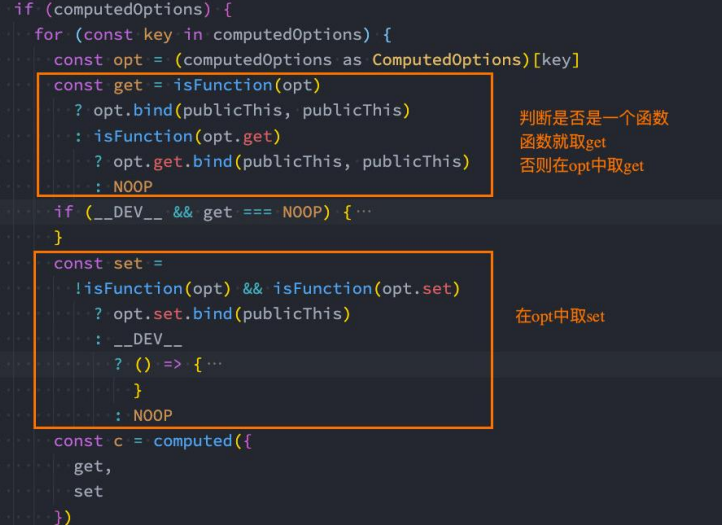 if (computedOptions) {
for (const key in computedOptions) {
const opt = (computedOptions as ComputedOptions)[key]
const get = isFunction(opt)
? opt.bind(publicThis, publicThis)
: isFunction(opt.get)
? opt.get.bind(publicThis, publicThis)
: NOOP
判断是否是一个函数
函数就取get
否则在opt中取get
if (__DEV__ && get === NOOP) {…
}
const set =
!isFunction(opt) && isFunction(opt.set)
? opt.set.bind(publicThis)
: __DEV__
? () => {…
}
: NOOP
在opt中取set
const c = computed({
get,
set
})